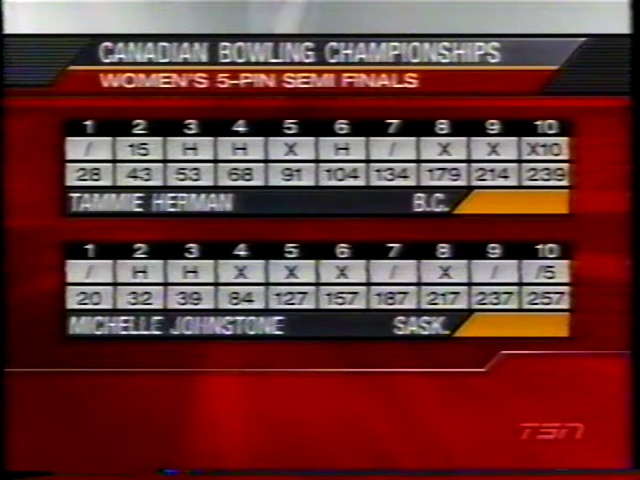 CANADIAN BOWLING CHAMPIONSHIPS
WOMEN'S 5-PIN SEMI FINALS
1 2 3 4 5 6 7 8 9 10
/ 15 H H X H / X X X10
28 43 53 68 91 104 134 179 214 239
TAMMIE HERMAN B.C.
1 2 3 4 5 6 7 8 9 10
/ H H X X X / X / /5
20 32 39 84 127 157 187 217 237 257
MICHELLE JOHNSTONE SASK.
TSN